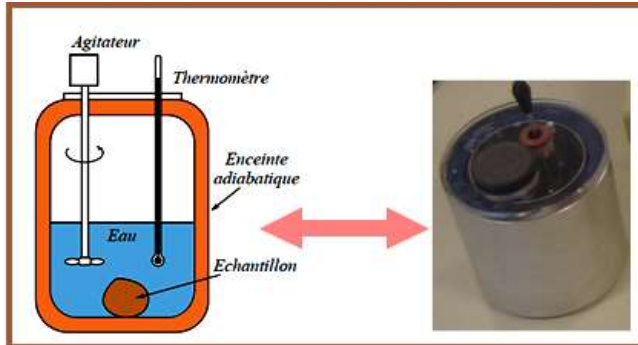 Agitateur
Thermomètre
Enceinte
adiabatique
Eau
Echantillon